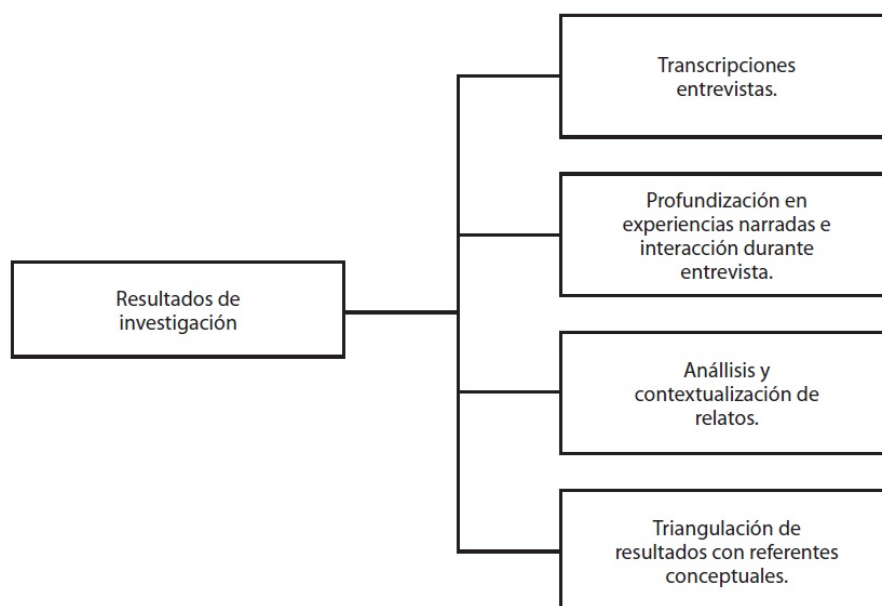 Resultados de
investigación
Transcripciones
entrevistas.
Profundización en
experiencias narradas e
interacción durante
entrevista.
Anállisis y
contextualización de
relatos.
Triangulación de
resultados con referentes
conceptuales.